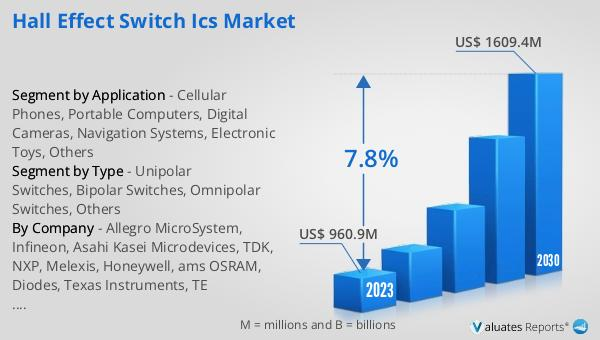 Hall Effect Switch Ics Market
Segment by Application - Cellular
Phones, Portable Computers, Digital
Cameras, Navigation Systems, Electronic
Toys, Others
Segment by Type - Unipolar
Switches, Bipolar Switches, Omnipolar
Switches, Others
By Company - Allegro MicroSystem,
Infineon, Asahi Kasei Microdevices, TDK,
NXP, Melexis, Honeywell, ams OSRAM,
Diodes, Texas Instruments, TE
....
US$ 1609.4M
7.8%
US$ 960.9M
2023
2030
M = millions and B = billions
Valuates Reports®